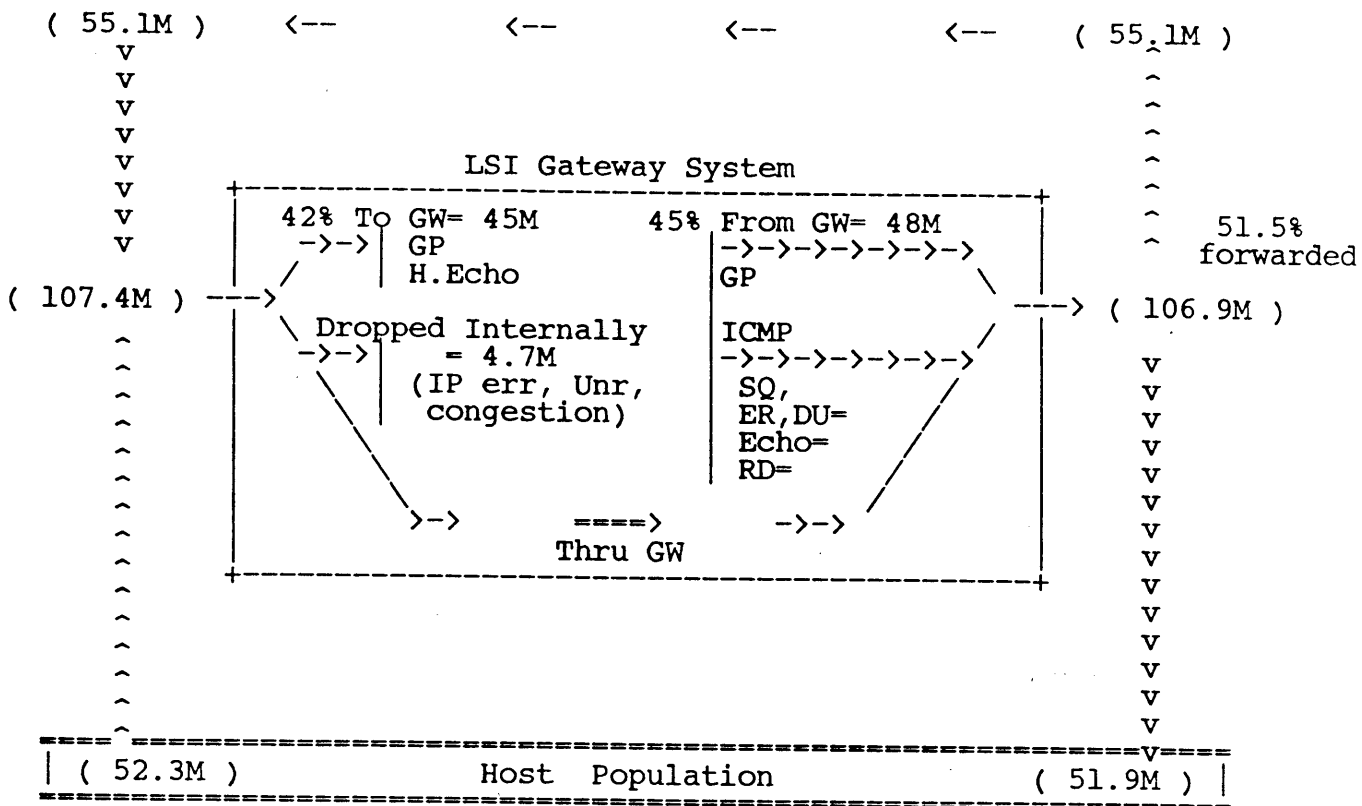 ( 55.1M ) <-- <-- <-- <-- ( 55.1M )
LSI Gateway System
42% To GW= 45M 45% From GW= 48M
->-> GP ->->->->->->->
H.Echo GP
51.5%
forwarded
( 107.4M ) ---> ---> ( 106.9M )
Dropped Internally ICMP
->-> = 4.7M ->->->->->->->
(IP err, Unr, SQ,
congestion) ER,DU=
Echo=
RD=
>-> ====> ->->
Thru GW
( 52.3M ) Host Population ( 51.9M )